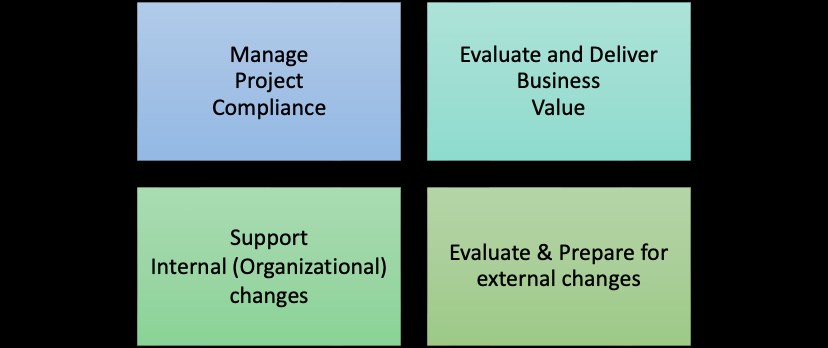 Manage
Project
Compliance
Evaluate and Deliver
Business
Value
Support
Internal (Organizational)
changes
Evaluate & Prepare for
external changes